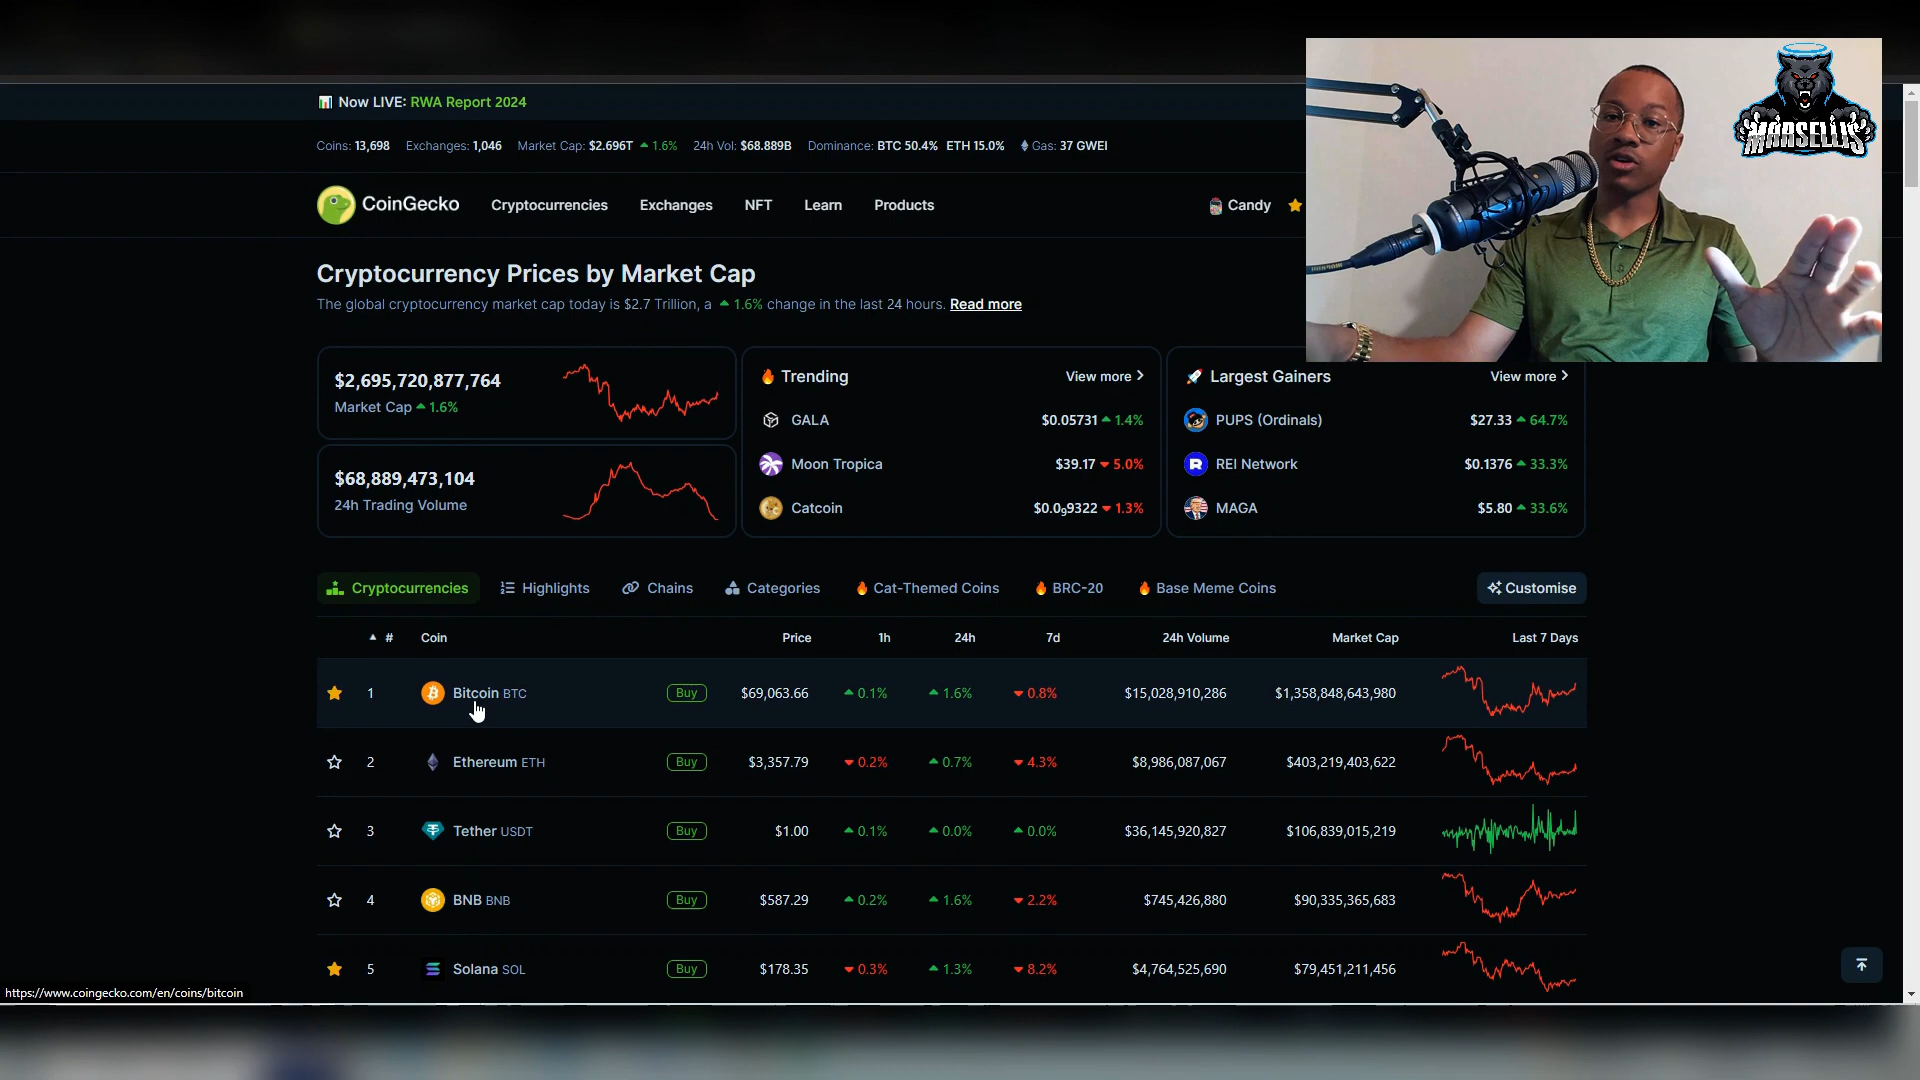 Now LIVE: RWA Report 2024
Coins: 13,698 Exchanges: 1,046 Market Cap: $2.696T 1.6% 24h Vol: $68.889B Dominance: BTC 50.4% ETH 15.0% Gas: 37 GWEI
CoinGecko Cryptocurrencies Exchanges NFT Learn Products Candy
MARSELLIS
Cryptocurrency Prices by Market Cap
The global cryptocurrency market cap today is $2.7 Trillion, a 1.6% change in the last 24 hours. Read more
$2,695,720,877,764
Market Cap 1.6%
$68,889,473,104
24h Trading Volume
Trending View more
GALA $0.05731 1.4%
Moon Tropica $39.17 5.0%
Catcoin $0.0₉9322 1.3%
Largest Gainers View more
PUPS (Ordinals) $27.33 64.7%
REI Network $0.1376 33.3%
MAGA $5.80 33.6%
Cryptocurrencies Highlights Chains Categories Cat-Themed Coins BRC-20 Base Meme Coins Customise
# Coin Price 1h 24h 7d 24h Volume Market Cap Last 7 Days
1 Bitcoin BTC Buy $69,063.66 0.1% 1.6% 0.8% $15,028,910,286 $1,358,848,643,980
2 Ethereum ETH Buy $3,357.79 0.2% 0.7% 4.3% $8,986,087,067 $403,219,403,622
3 Tether USDT Buy $1.00 0.1% 0.0% 0.0% $36,145,920,827 $106,839,015,219
4 BNB BNB Buy $587.29 0.2% 1.6% 2.2% $745,426,880 $90,335,365,683
5 Solana SOL Buy $178.35 0.3% 1.3% 8.2% $4,764,525,690 $79,451,211,456
https://www.coingecko.com/en/coins/bitcoin